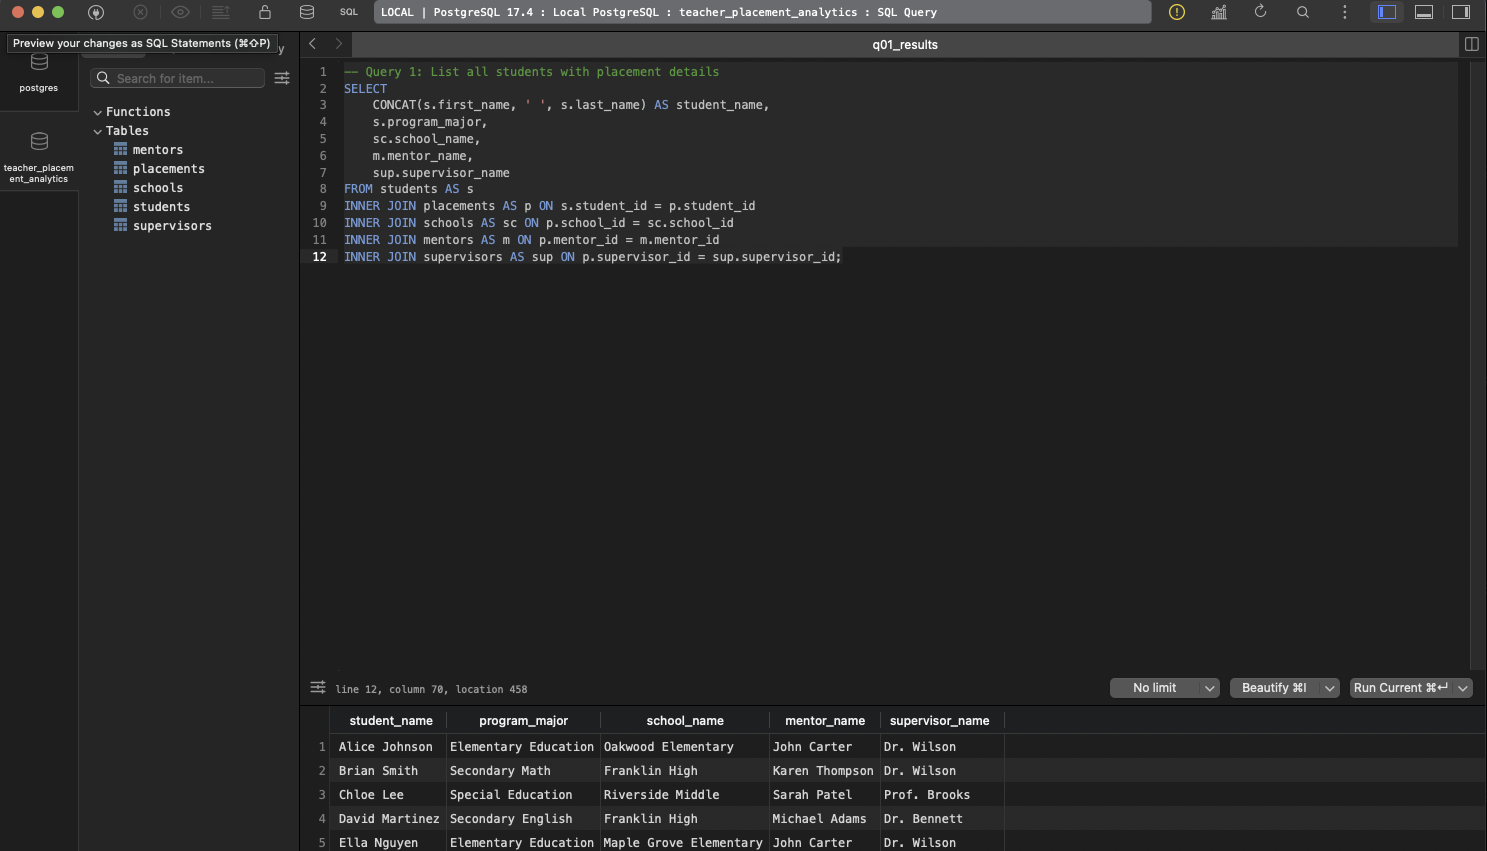 SQL
LOCAL | PostgreSQL 17.4 : Local PostgreSQL : teacher_placement_analytics : SQL Query
Preview your changes as SQL Statements (⌘⇧P)
y
postgres
teacher_placem
ent_analytics
Search for item...
Functions
Tables
mentors
placements
schools
students
supervisors
q01_results
1 -- Query 1: List all students with placement details
2 SELECT
3 CONCAT(s.first_name, ' ', s.last_name) AS student_name,
4 s.program_major,
5 sc.school_name,
6 m.mentor_name,
7 sup.supervisor_name
8 FROM students AS s
9 INNER JOIN placements AS p ON s.student_id = p.student_id
10 INNER JOIN schools AS sc ON p.school_id = sc.school_id
11 INNER JOIN mentors AS m ON p.mentor_id = m.mentor_id
12 INNER JOIN supervisors AS sup ON p.supervisor_id = sup.supervisor_id;
line 12, column 70, location 458
No limit
Beautify ⌘I
Run Current ⌘↵
student_name program_major school_name mentor_name supervisor_name
1 Alice Johnson Elementary Education Oakwood Elementary John Carter Dr. Wilson
2 Brian Smith Secondary Math Franklin High Karen Thompson Dr. Wilson
3 Chloe Lee Special Education Riverside Middle Sarah Patel Prof. Brooks
4 David Martinez Secondary English Franklin High Michael Adams Dr. Bennett
5 Ella Nguyen Elementary Education Maple Grove Elementary John Carter Dr. Wilson